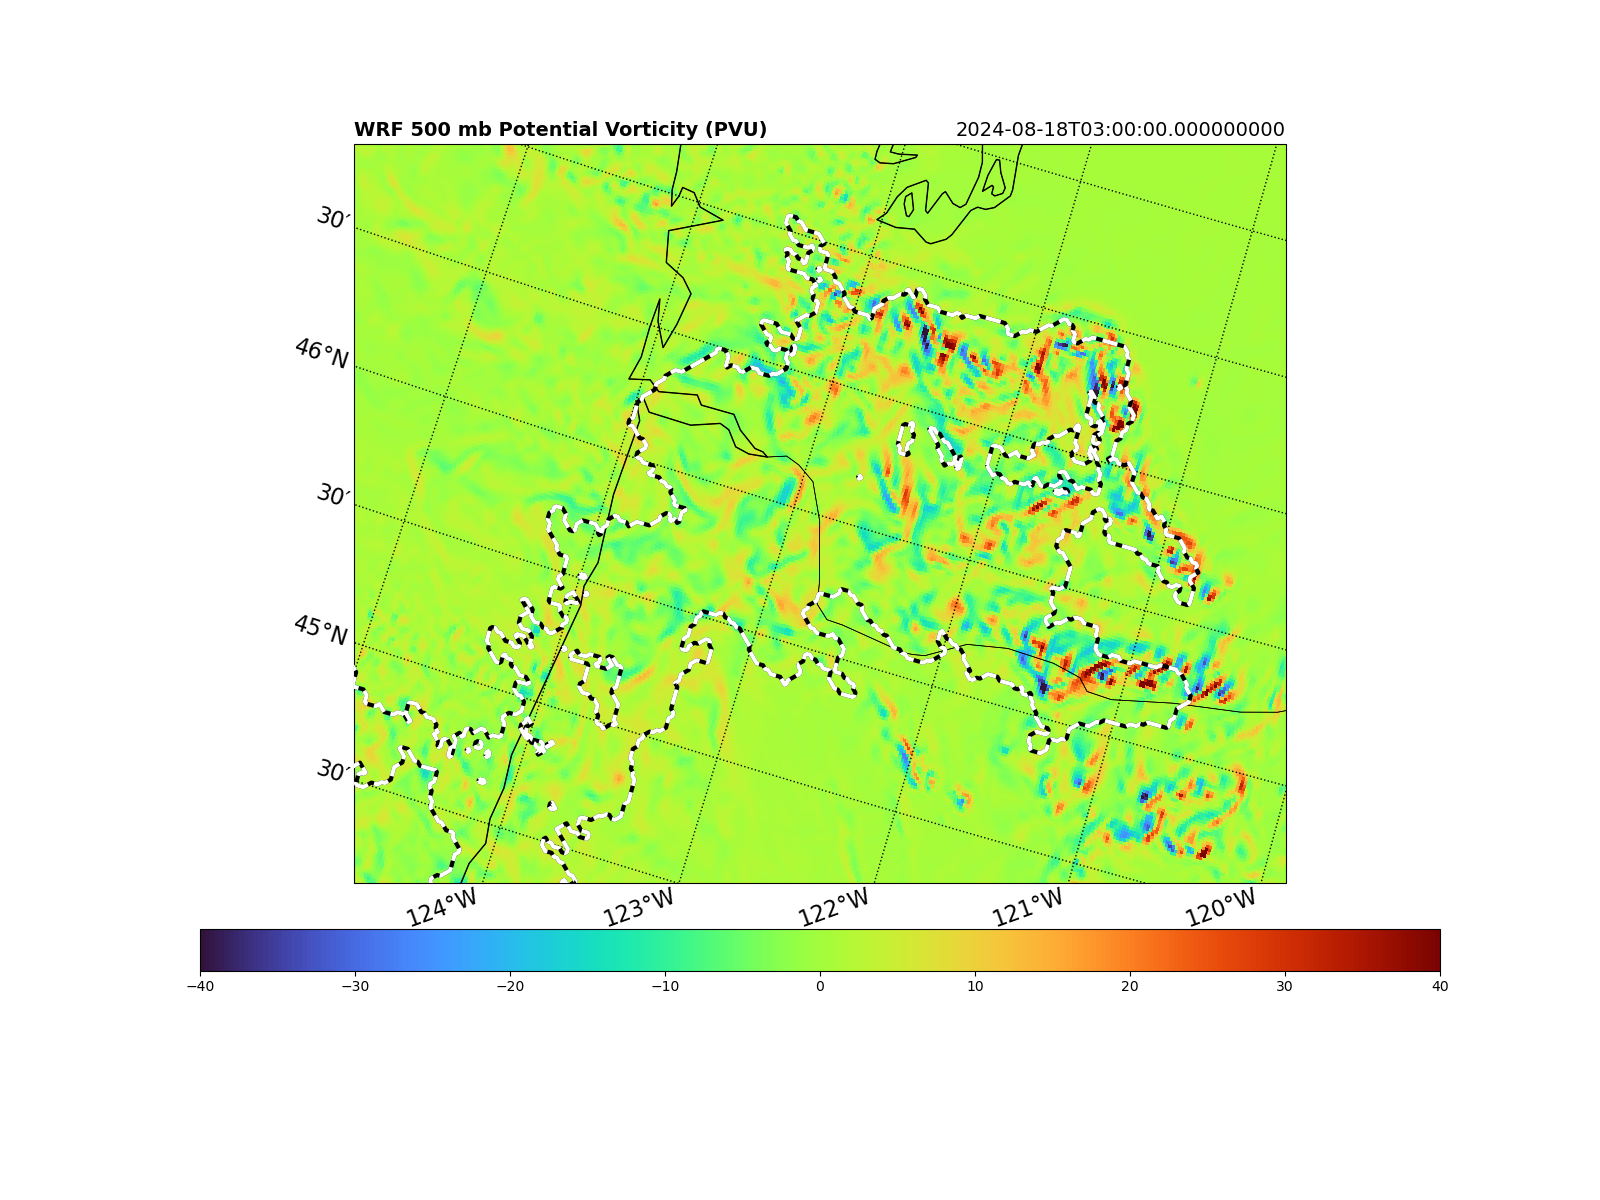 WRF 500 mb Potential Vorticity (PVU) 2024-08-18T03:00:00.000000000
30′
46°N
30′
45°N
30′
124°W 123°W 122°W 121°W 120°W
−40 −30 −20 −10 0 10 20 30 40